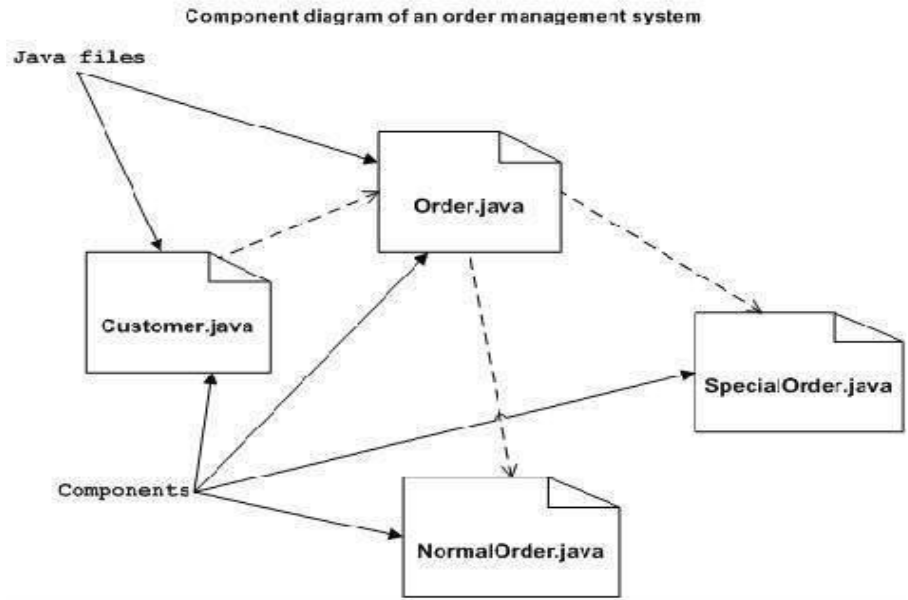 Component diagram of an order management system
Java files
Order.java
Customer.java
SpecialOrder.java
Components
NormalOrder.java